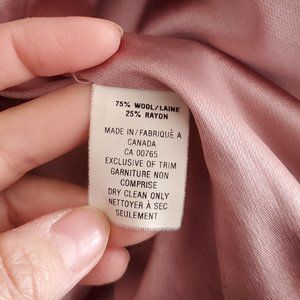 75% WOOL/LAINE
25% RAYON
MADE IN/FABRIQUÈ A
CANADA
CA 00765
EXCLUSIVE OF TRIM
GARNITURE NON
COMPRISE
DRY CLEAN ONLY
NETTOYER À SEC
SEULEMENT